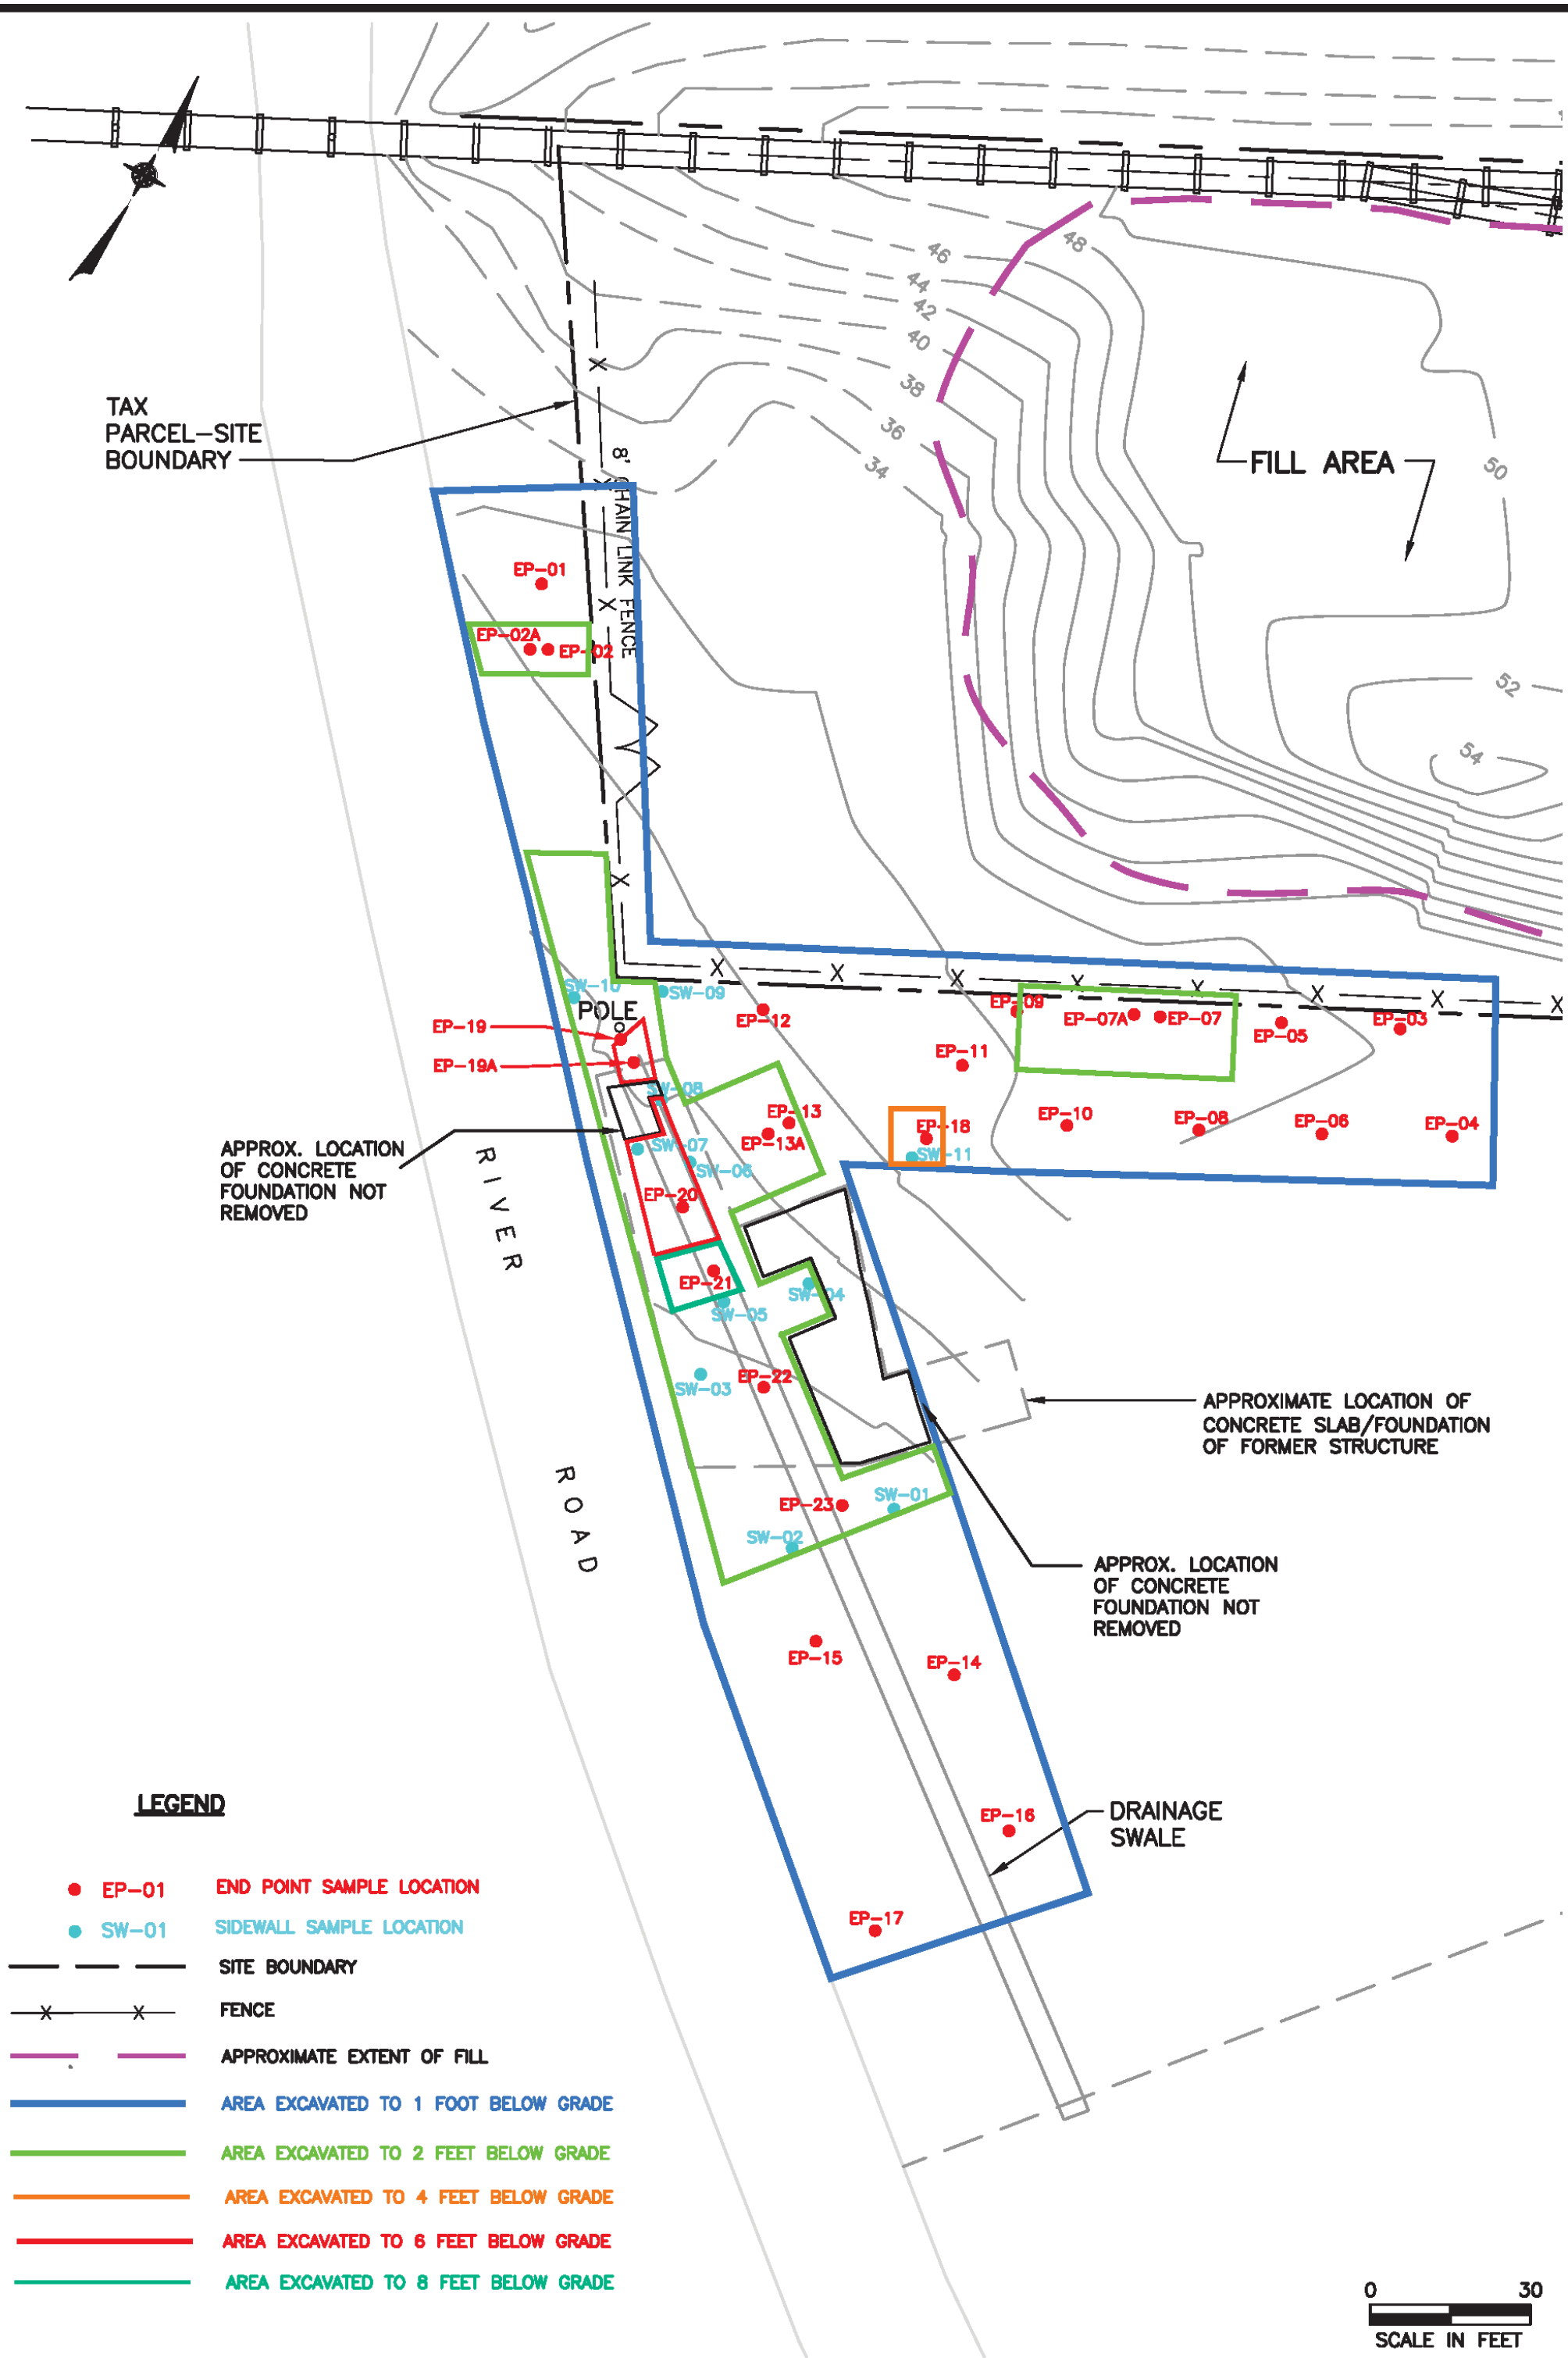 46
48
44
42
40
38
36
34
50
52
54
TAX
PARCEL-SITE
BOUNDARY
8' CHAIN LINK FENCE
FILL AREA
EP-01
EP-02A
EP-02
SW-10
SW-09
POLE
EP-19
EP-19A
EP-12
EP-09
EP-07A
EP-07
EP-05
EP-03
EP-11
SW-08
EP-13
EP-13A
EP-18
SW-11
EP-10
EP-08
EP-06
EP-04
SW-07
SW-06
EP-20
APPROX. LOCATION
OF CONCRETE
FOUNDATION NOT
REMOVED
RIVER
ROAD
EP-21
SW-04
SW-05
SW-03
EP-22
APPROXIMATE LOCATION OF
CONCRETE SLAB/FOUNDATION
OF FORMER STRUCTURE
EP-23
SW-01
SW-02
APPROX. LOCATION
OF CONCRETE
FOUNDATION NOT
REMOVED
EP-15
EP-14
EP-16
DRAINAGE
SWALE
EP-17
LEGEND
EP-01 END POINT SAMPLE LOCATION
SW-01 SIDEWALL SAMPLE LOCATION
SITE BOUNDARY
X X FENCE
APPROXIMATE EXTENT OF FILL
AREA EXCAVATED TO 1 FOOT BELOW GRADE
AREA EXCAVATED TO 2 FEET BELOW GRADE
AREA EXCAVATED TO 4 FEET BELOW GRADE
AREA EXCAVATED TO 6 FEET BELOW GRADE
AREA EXCAVATED TO 8 FEET BELOW GRADE
0 30
SCALE IN FEET